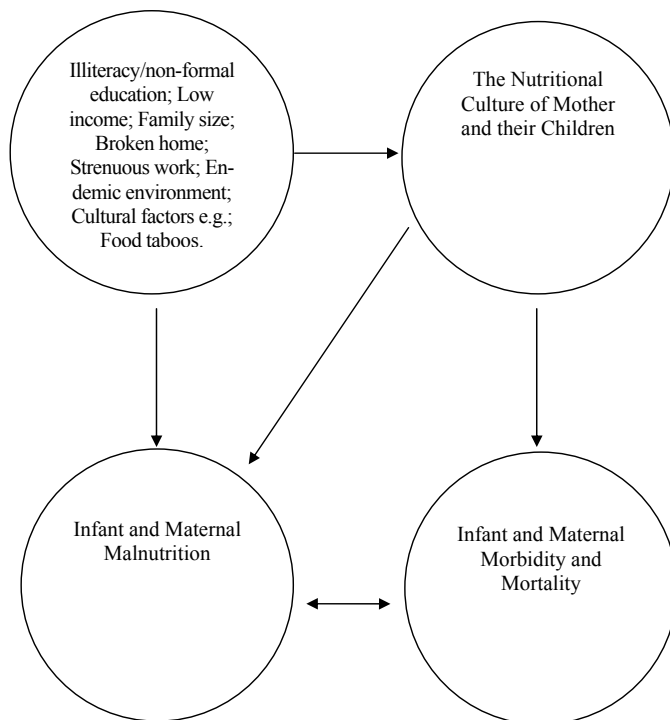 Illiteracy/non-formal
education; Low
income; Family size;
Broken home;
Strenuous work; En-
demic environment;
Cultural factors e.g.;
Food taboos.
The Nutritional
Culture of Mother
and their Children
Infant and Maternal
Malnutrition
Infant and Maternal
Morbidity and
Mortality